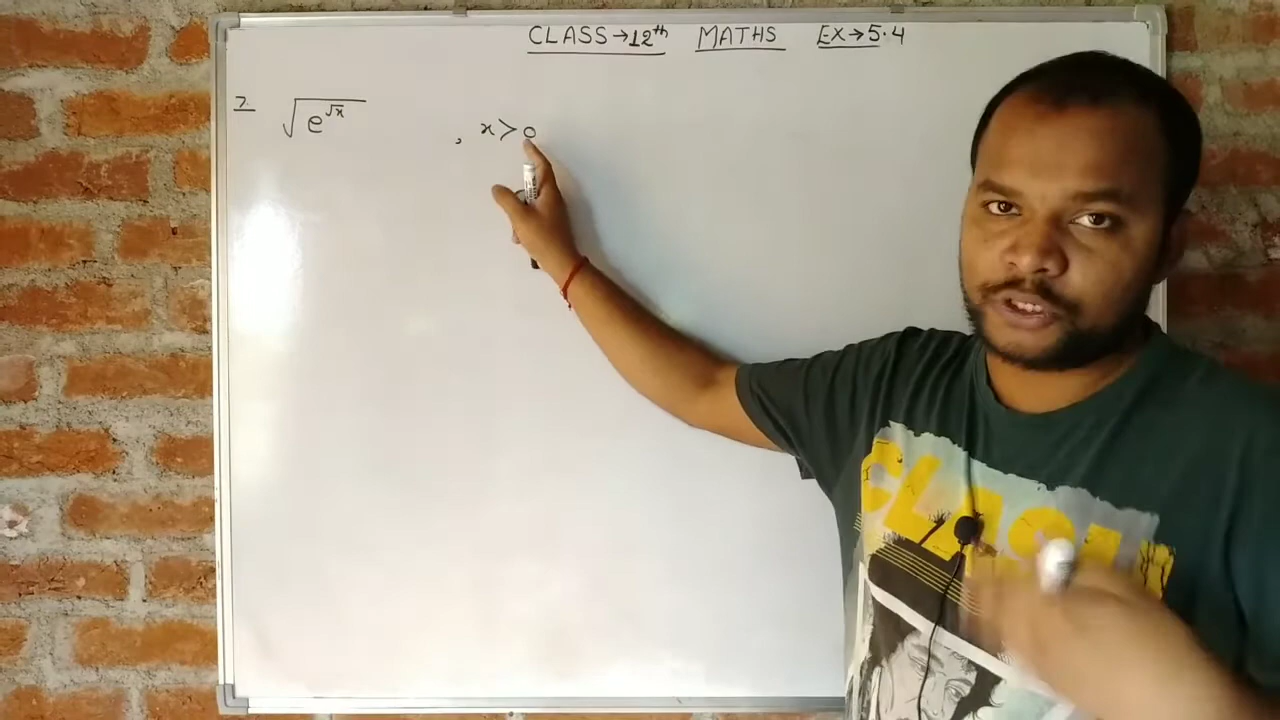 CLASS→12th MATHS EX→5.4
7. √e^√x , x>0